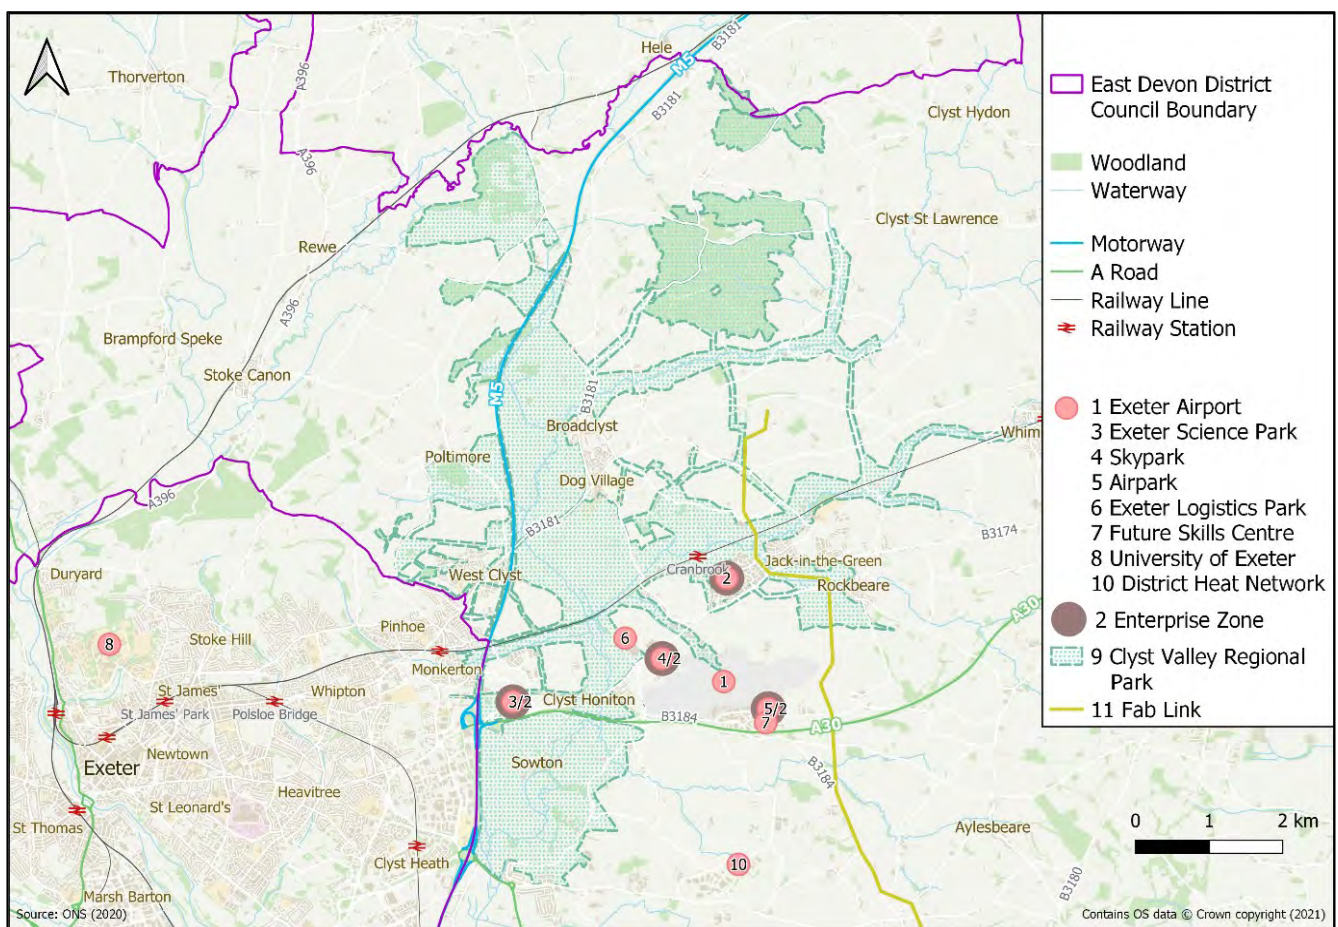 Hele
B3181
M5
Thorverton
A396
B3181
Clyst Hydon
A396
Clyst St Lawrence
Rewe
A396
Brampford Speke
Stoke Canon
M5
B3181
Broadclyst
Whim
Poltimore
Dog Village
A396
B3181
B3174
Duryard
West Clyst
Cranbrook
Jack-in-the-Green
2
Rockbeare
A30
Stoke Hill
Pinhoe
8
6
Monkerton
4/2
St James'
Whipton
1
St James' Park
Polsloe Bridge
3/2
Clyst Honiton
5/2
B3184
7
A30
Newtown
Exeter
Sowton
B3184
Heavitree
St Leonard's
St Thomas
Aylesbeare
Clyst Heath
10
B3180
Marsh Barton
Source: ONS (2020)
East Devon District
Council Boundary
Woodland
Waterway
Motorway
A Road
Railway Line
Railway Station
1 Exeter Airport
3 Exeter Science Park
4 Skypark
5 Airpark
6 Exeter Logistics Park
7 Future Skills Centre
8 University of Exeter
10 District Heat Network
2 Enterprise Zone
9 Clyst Valley Regional
Park
11 Fab Link
0 1 2 km
Contains OS data © Crown copyright (2021)